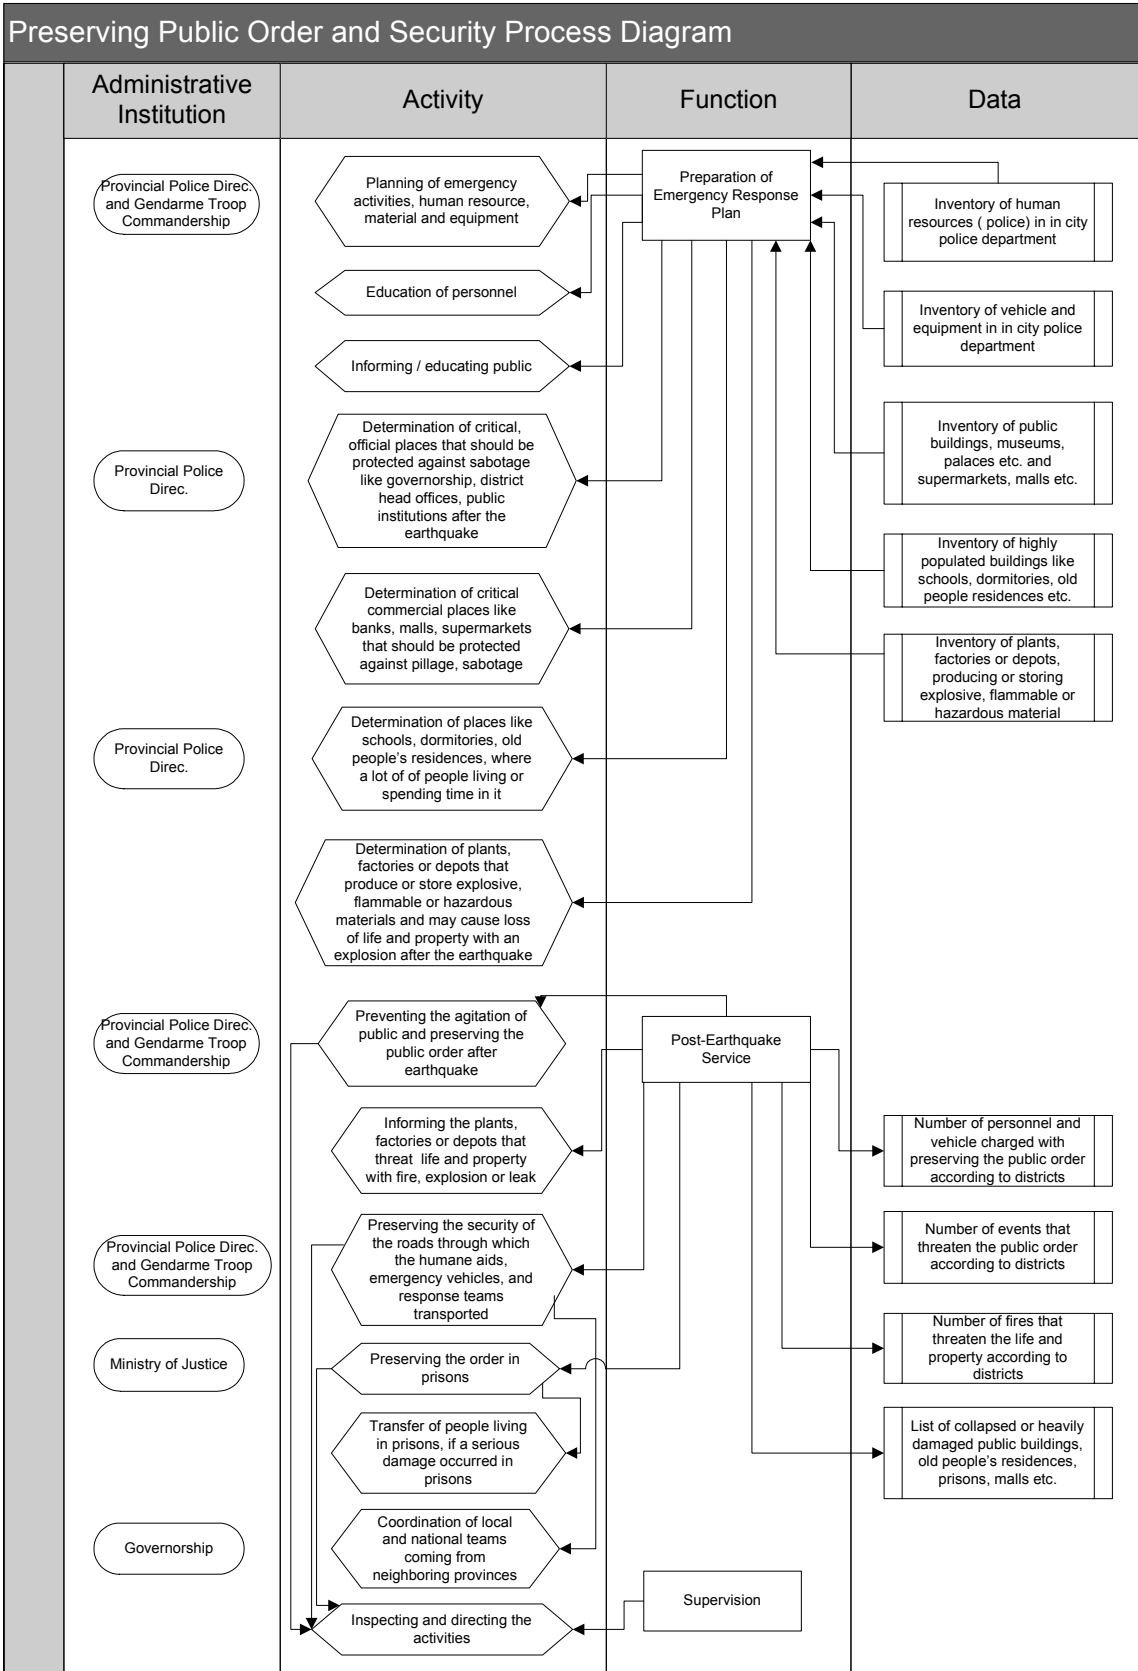 Preserving Public Order and Security Process Diagram
Administrative
Institution
Activity
Function
Data
Provincial Police Direc.
and Gendarme Troop
Commandership
Planning of emergency
activities, human resource,
material and equipment
Preparation of
Emergency Response
Plan
Inventory of human
resources ( police) in in city
police department
Education of personnel
Inventory of vehicle and
equipment in in city police
department
Informing / educating public
Provincial Police
Direc.
Determination of critical,
official places that should be
protected against sabotage
like governorship, district
head offices, public
institutions after the
earthquake
Inventory of public
buildings, museums,
palaces etc. and
supermarkets, malls etc.
Inventory of highly
populated buildings like
schools, dormitories, old
people residences etc.
Determination of critical
commercial places like
banks, malls, supermarkets
that should be protected
against pillage, sabotage
Inventory of plants,
factories or depots,
producing or storing
explosive, flammable or
hazardous material
Provincial Police
Direc.
Determination of places like
schools, dormitories, old
people's residences, where
a lot of of people living or
spending time in it
Determination of plants,
factories or depots that
produce or store explosive,
flammable or hazardous
materials and may cause loss
of life and property with an
explosion after the earthquake
Provincial Police Direc.
and Gendarme Troop
Commandership
Preventing the agitation of
public and preserving the
public order after
earthquake
Post-Earthquake
Service
Informing the plants,
factories or depots that
threat  life and property
with fire, explosion or leak
Number of personnel and
vehicle charged with
preserving the public order
according to districts
Provincial Police Direc.
and Gendarme Troop
Commandership
Preserving the security of
the roads through which
the humane aids,
emergency vehicles, and
response teams
transported
Number of events that
threaten the public order
according to districts
Ministry of Justice
Preserving the order in
prisons
Number of fires that
threaten the life and
property according to
districts
Transfer of people living
in prisons, if a serious
damage occurred in
prisons
List of collapsed or heavily
damaged public buildings,
old people's residences,
prisons, malls etc.
Governorship
Coordination of local
and national teams
coming from
neighboring provinces
Supervision
Inspecting and directing the
activities